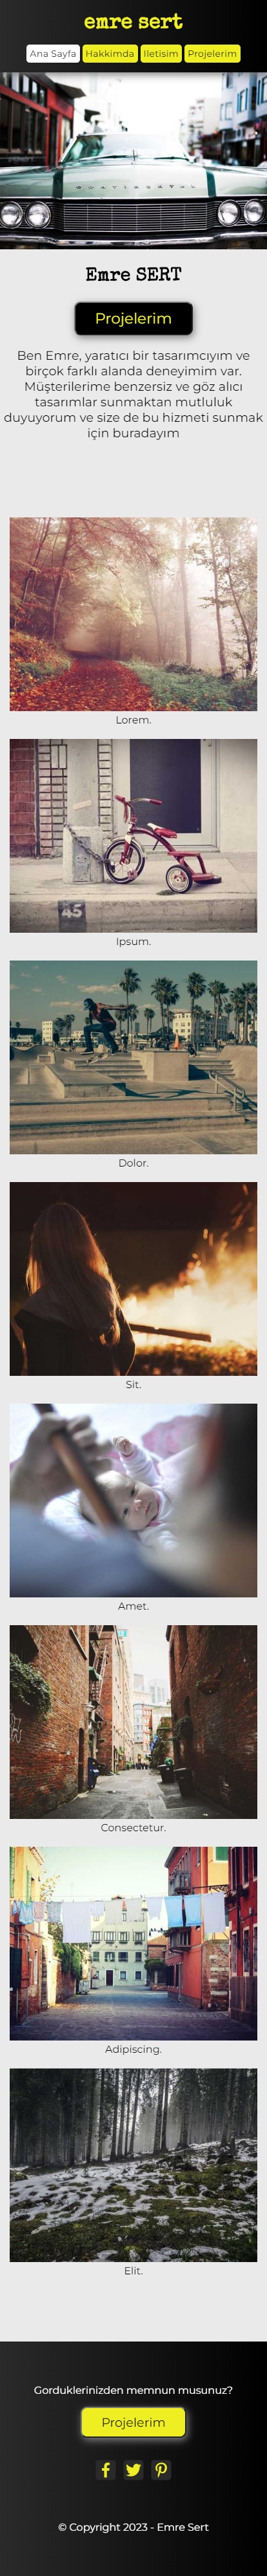 emre sert
Ana Sayfa Hakkimda Iletisim Projelerim
Emre SERT
Projelerim
Ben Emre, yaratıcı bir tasarımcıyım ve
birçok farklı alanda deneyimim var.
Müşterilerime benzersiz ve göz alıcı
tasarımlar sunmaktan mutluluk
duyuyorum ve size de bu hizmeti sunmak
için buradayım
Lorem.
45
Ipsum.
Dolor.
Sit.
Amet.
Consectetur.
Adipiscing.
Elit.
Gorduklerinizden memnun musunuz?
Projelerim
© Copyright 2023 - Emre Sert